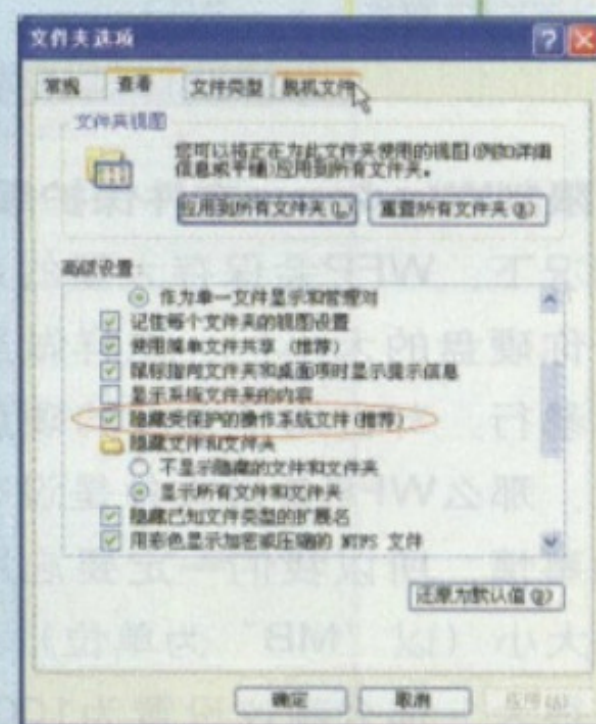 文件夹选项
常规 查看 文件类型 脱机文件
文件夹视图
您可以将正在为此文件夹使用的视图(例如详细
信息或平铺)应用到所有文件夹。
应用到所有文件夹(L) 重置所有文件夹(R)
高级设置:
作为单一文件显示和管理对
记住每个文件夹的视图设置
使用简单文件共享 (推荐)
鼠标指向文件夹和桌面项时显示提示信息
显示系统文件夹的内容
隐藏受保护的操作系统文件(推荐)
隐藏文件和文件夹
不显示隐藏的文件和文件夹
显示所有文件和文件夹
隐藏已知文件类型的扩展名
用彩色显示加密或压缩的 NTFS 文件
还原为默认值(D)
确定 取消 应用(A)